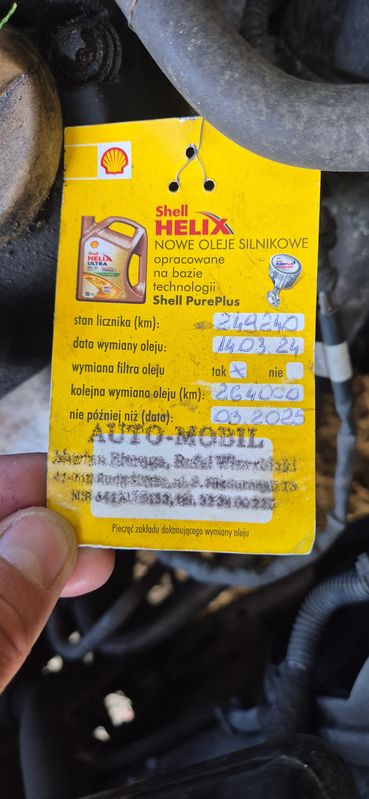 Shell
HELIX
NOWE OLEJE SILNIKOWE
opracowane
na bazie
technologii
Shell PurePlus
Shell
HELIX
ULTRA
stan licznika (km): 249240
data wymiany oleju: 14.03.24
wymiana filtra oleju tak x nie
kolejna wymiana oleju (km): 264000
nie później niż (data): 03.2025
AUTO-MOBIL
Pieczęć zakładu dokonującego wymiany oleju